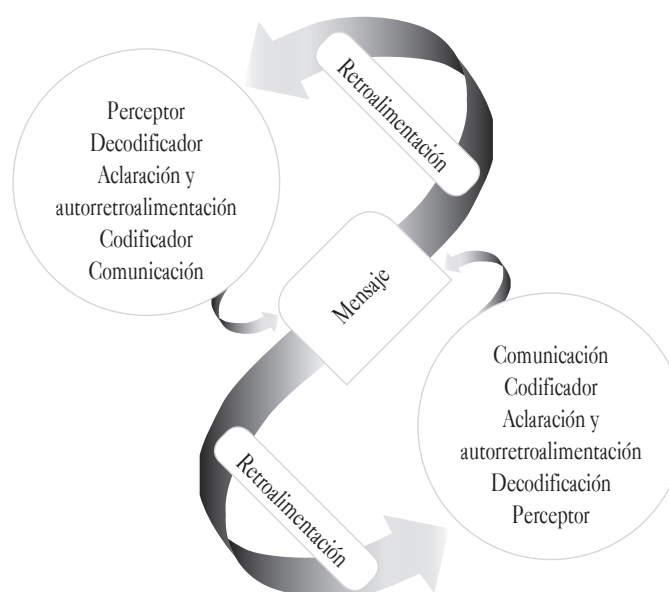 Retroalimentación
Perceptor
Decodificador
Aclaración y
autorretroalimentación
Codificador
Comunicación
Mensaje
Comunicación
Codificador
Aclaración y
autorretroalimentación
Decodificación
Perceptor
Retroalimentación